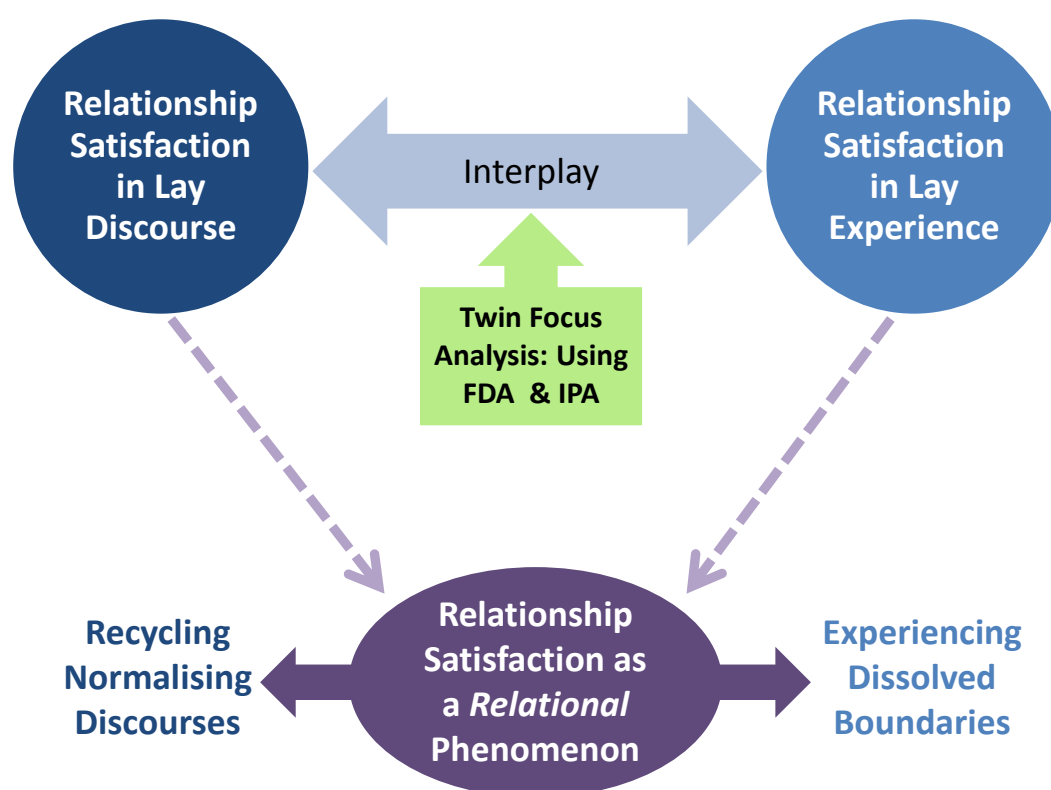 Relationship
Satisfaction
in Lay
Discourse
Interplay
Relationship
Satisfaction
in Lay
Experience
Twin Focus
Analysis: Using
FDA & IPA
Recycling
Normalising
Discourses
Relationship
Satisfaction as
a Relational
Phenomenon
Experiencing
Dissolved
Boundaries